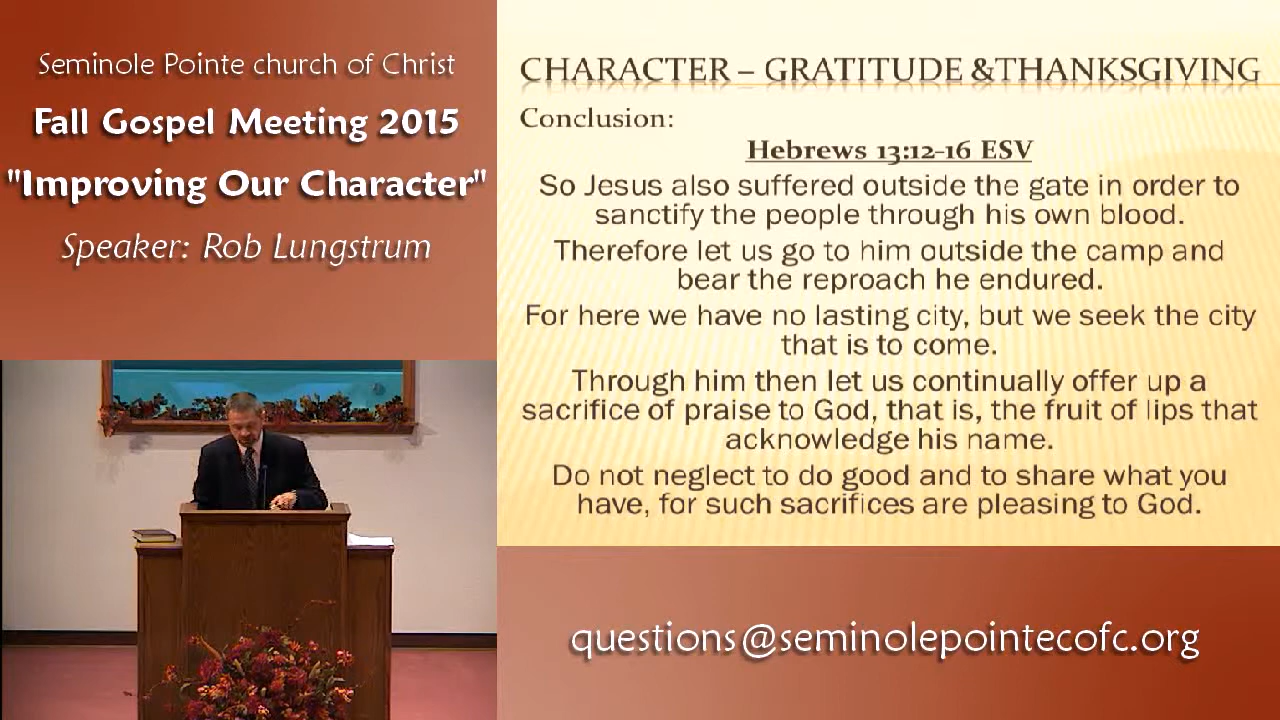 Seminole Pointe church of Christ
Fall Gospel Meeting 2015
"Improving Our Character"
Speaker: Rob Lungstrum
CHARACTER – GRATITUDE &THANKSGIVING
Conclusion:
Hebrews 13:12-16 ESV
So Jesus also suffered outside the gate in order to
sanctify the people through his own blood.
Therefore let us go to him outside the camp and
bear the reproach he endured.
For here we have no lasting city, but we seek the city
that is to come.
Through him then let us continually offer up a
sacrifice of praise to God, that is, the fruit of lips that
acknowledge his name.
Do not neglect to do good and to share what you
have, for such sacrifices are pleasing to God.
questions@seminolepointecofc.org